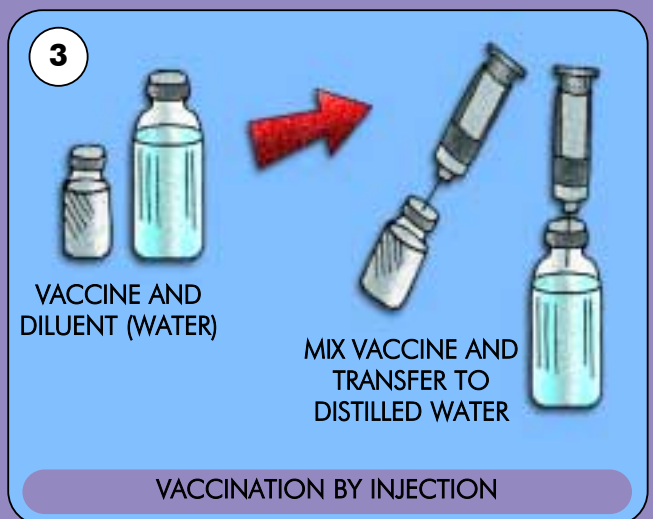 3
VACCINE AND
DILUENT (WATER)
MIX VACCINE AND
TRANSFER TO
DISTILLED WATER
VACCINATION BY INJECTION